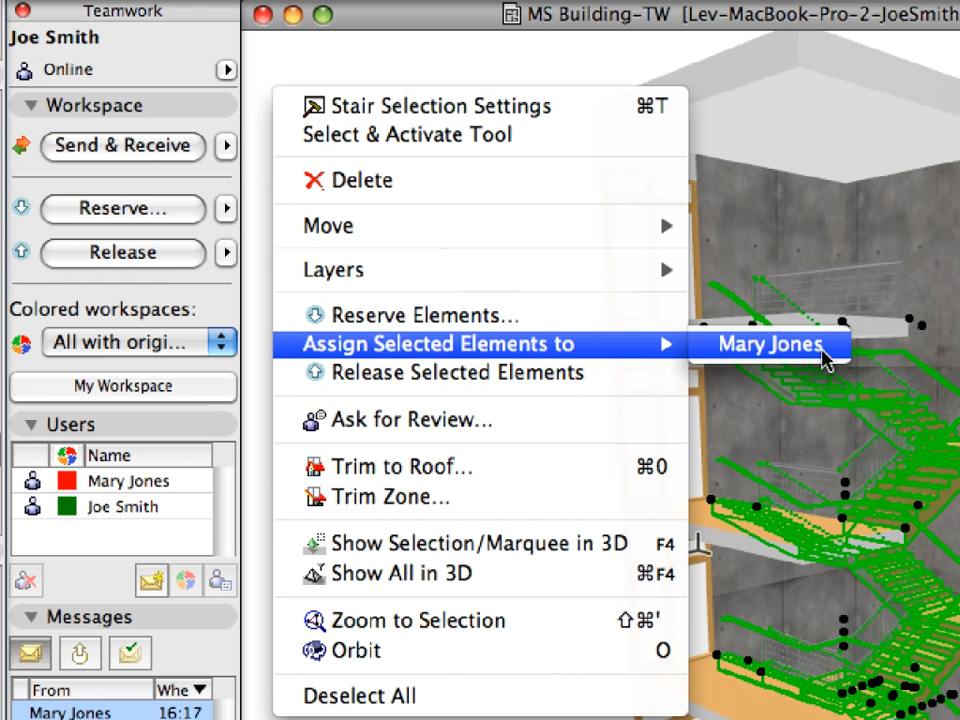 Teamwork
Joe Smith
Online
Workspace
Send & Receive
Reserve...
Release
Colored workspaces:
All with origi...
My Workspace
Users
Name
Mary Jones
Joe Smith
Messages
From Whe
Mary Jones 16:17
MS Building-TW [Lev-MacBook-Pro-2-JoeSmith
Stair Selection Settings ⌘T
Select & Activate Tool
Delete
Move
Layers
Reserve Elements...
Assign Selected Elements to
Mary Jones
Release Selected Elements
Ask for Review...
Trim to Roof... ⌘0
Trim Zone...
Show Selection/Marquee in 3D F4
Show All in 3D ⌘F4
Zoom to Selection ⇧⌘'
Orbit O
Deselect All